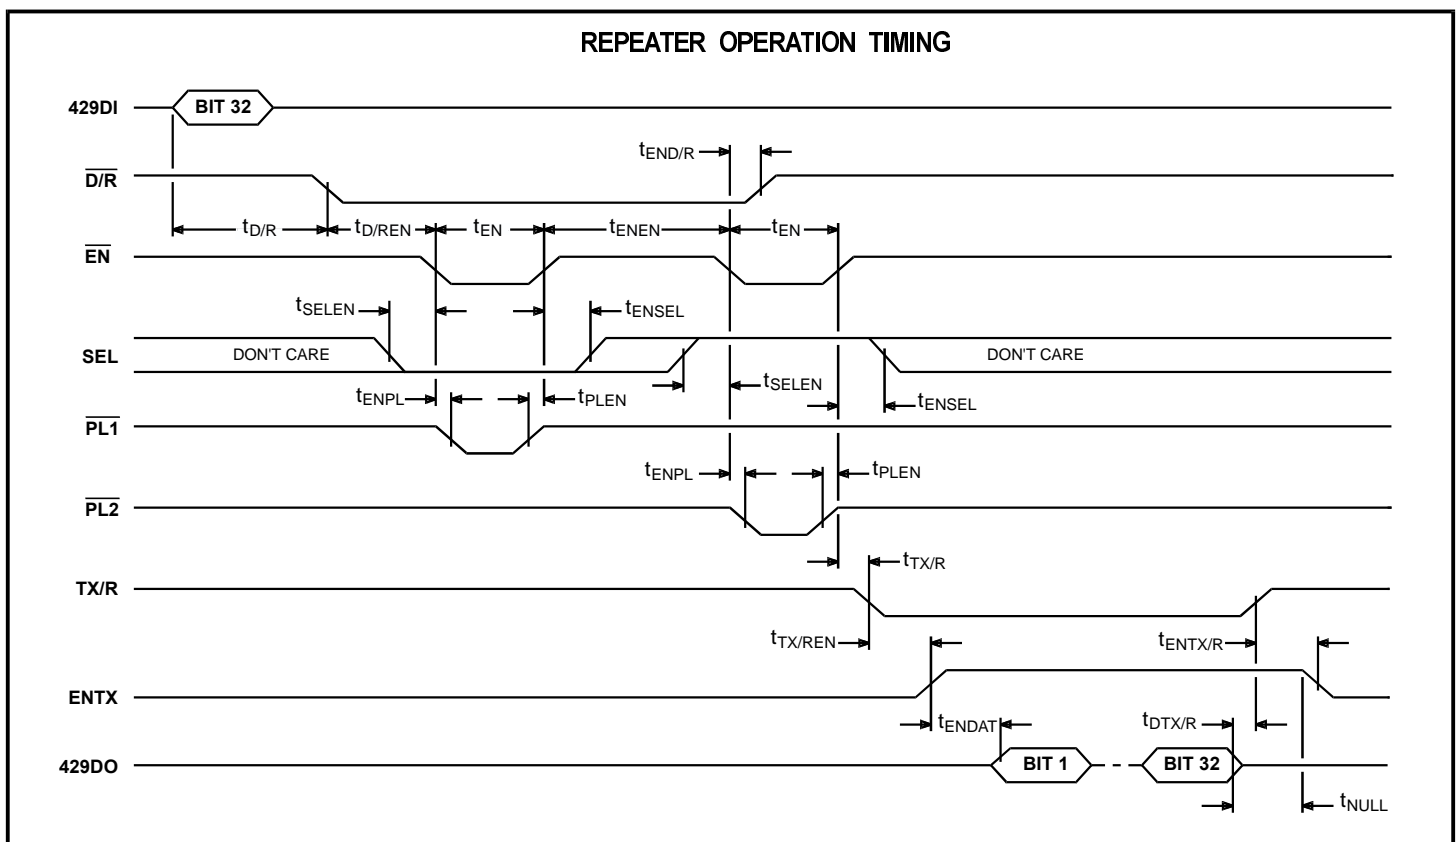 REPEATER OPERATION TIMING
429DI
BIT 32
tEND/R
D/R
tD/R
tD/REN
tEN
tENEN
tEN
EN
tSELEN
tENSEL
SEL
DON'T CARE
DON'T CARE
tSELEN
tENPL
tPLEN
tENSEL
PL1
tENPL
tPLEN
PL2
tTX/R
TX/R
tTX/REN
tENTX/R
ENTX
tENDAT
tDTX/R
429DO
BIT 1
BIT 32
tNULL